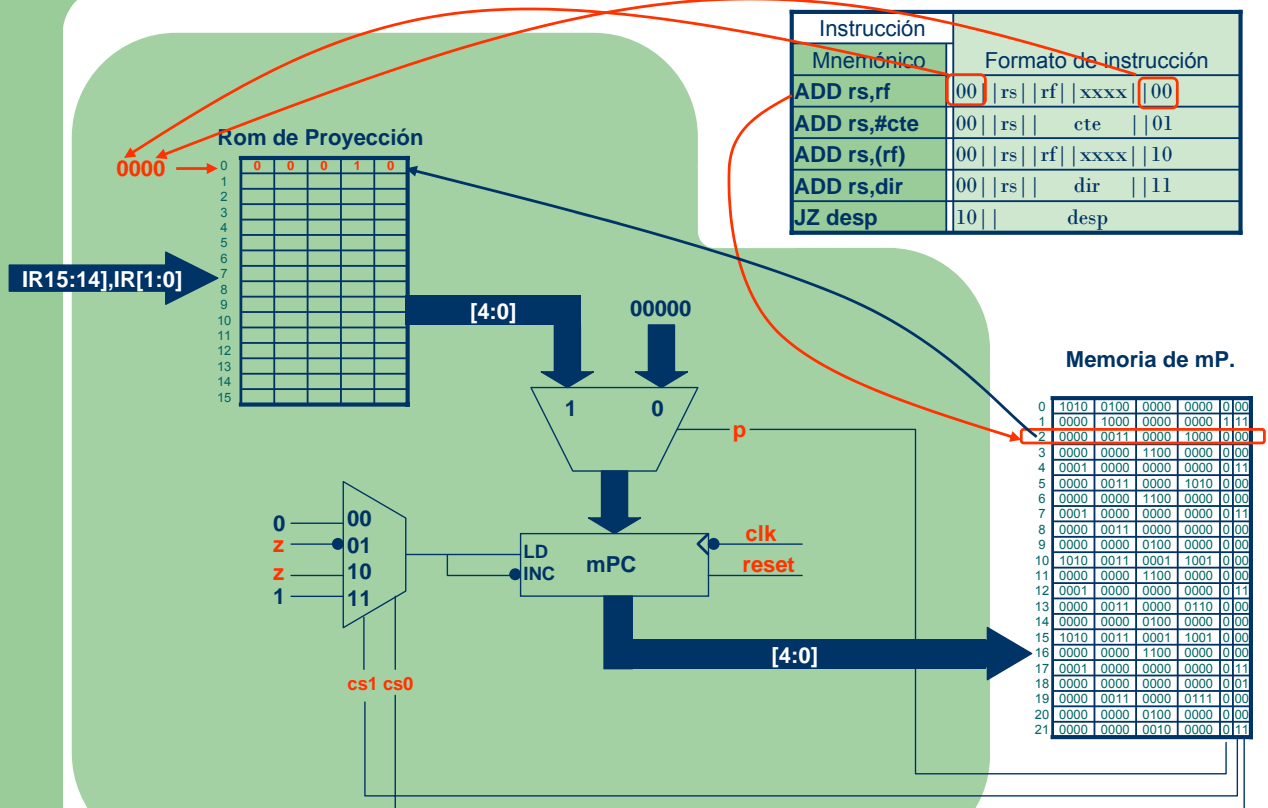 Instrucción
Mnemónico Formato de instrucción
ADD rs,rf 00||rs||rf||xxxx||00
ADD rs,#cte 00||rs|| cte ||01
ADD rs,(rf) 00||rs||rf||xxxx||10
ADD rs,dir 00||rs|| dir ||11
JZ desp 10|| desp
Rom de Proyección
0000
0 0 0 0 1 0
1
2
3
4
5
6
7
8
9
10
11
12
13
14
15
IR15:14],IR[1:0]
[4:0]
00000
1 0
p
0 00
z 01
z 10
1 11
LD
INC
mPC
clk
reset
cs1 cs0
[4:0]
Memoria de mP.
0 1010 0100 0000 0000 0 00
1 0000 1000 0000 0000 1 11
2 0000 0011 0000 1000 0 00
3 0000 0000 1100 0000 0 00
4 0001 0000 0000 0000 0 11
5 0000 0011 0000 1010 0 00
6 0000 0000 1100 0000 0 00
7 0001 0000 0000 0000 0 11
8 0000 0011 0000 0000 0 00
9 0000 0000 0100 0000 0 00
10 1010 0011 0001 1001 0 00
11 0000 0000 1100 0000 0 00
12 0001 0000 0000 0000 0 11
13 0000 0011 0000 0110 0 00
14 0000 0000 0100 0000 0 00
15 1010 0011 0001 1001 0 00
16 0000 0000 1100 0000 0 00
17 0001 0000 0000 0000 0 11
18 0000 0000 0000 0000 0 01
19 0000 0011 0000 0111 0 00
20 0000 0000 0100 0000 0 00
21 0000 0000 0010 0000 0 11